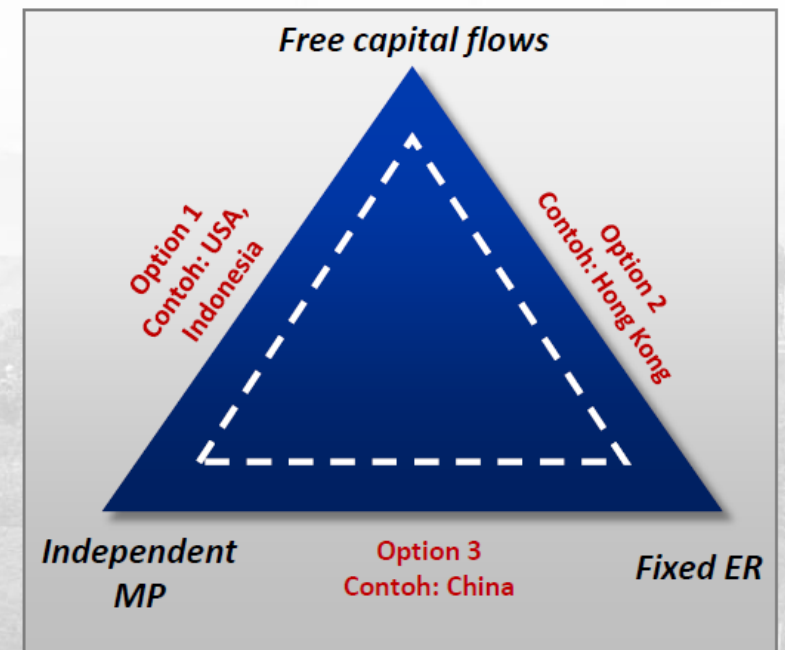 Free capital flows
Option 1
Contoh: USA,
Indonesia
Option 2
Contoh: Hong Kong
Independent
MP
Option 3
Contoh: China
Fixed ER